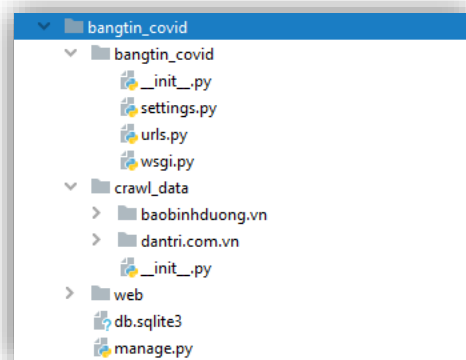 bangtin_covid
bangtin_covid
__init__.py
settings.py
urls.py
wsgi.py
crawl_data
baobinhduong.vn
dantri.com.vn
__init__.py
web
db.sqlite3
manage.py